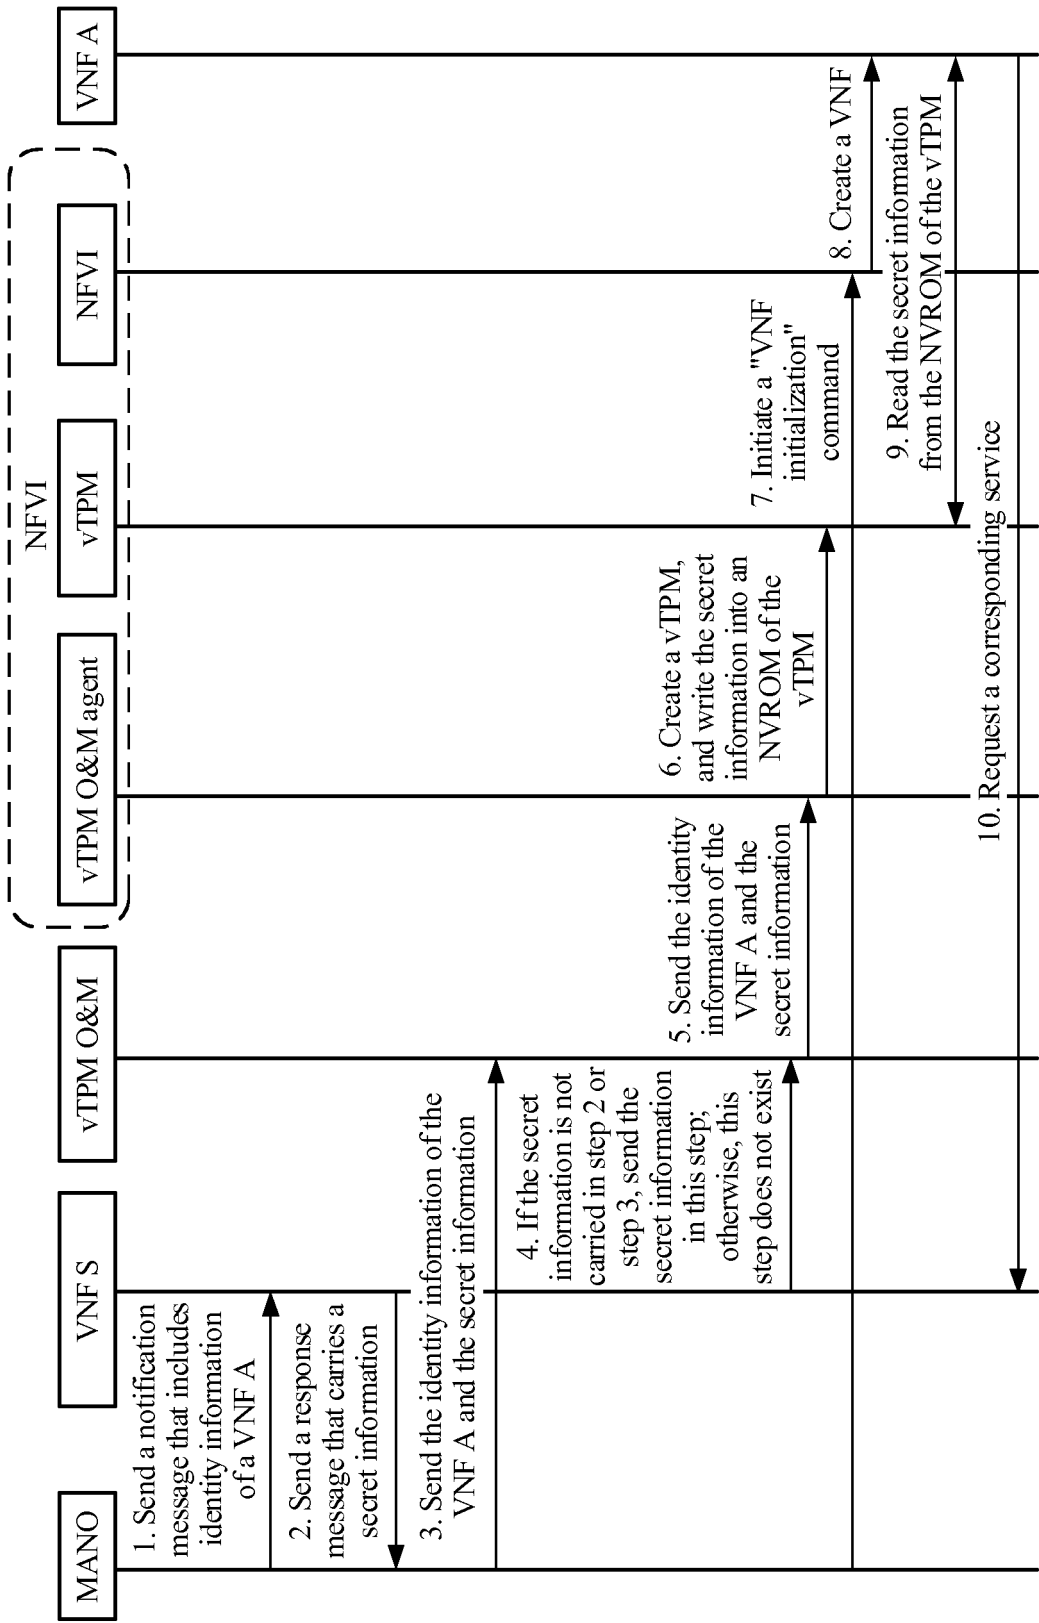 NFVI
MANO
VNF S
vTPM O&M
vTPM O&M agent
vTPM
NFVI
VNF A
1. Send a notification
message that includes
identity information
of a VNF A
2. Send a response
message that carries a
secret information
3. Send the identity information of the
VNF A and the secret information
4. If the secret
information is not
carried in step 2 or
step 3, send the
secret information
in this step;
otherwise, this
step does not exist
5. Send the identity
information of the
VNF A and the
secret information
6. Create a vTPM,
and write the secret
information into an
NVROM of the
vTPM
7. Initiate a "VNF
initialization"
command
8. Create a VNF
9. Read the secret information
from the NVROM of the vTPM
10. Request a corresponding service